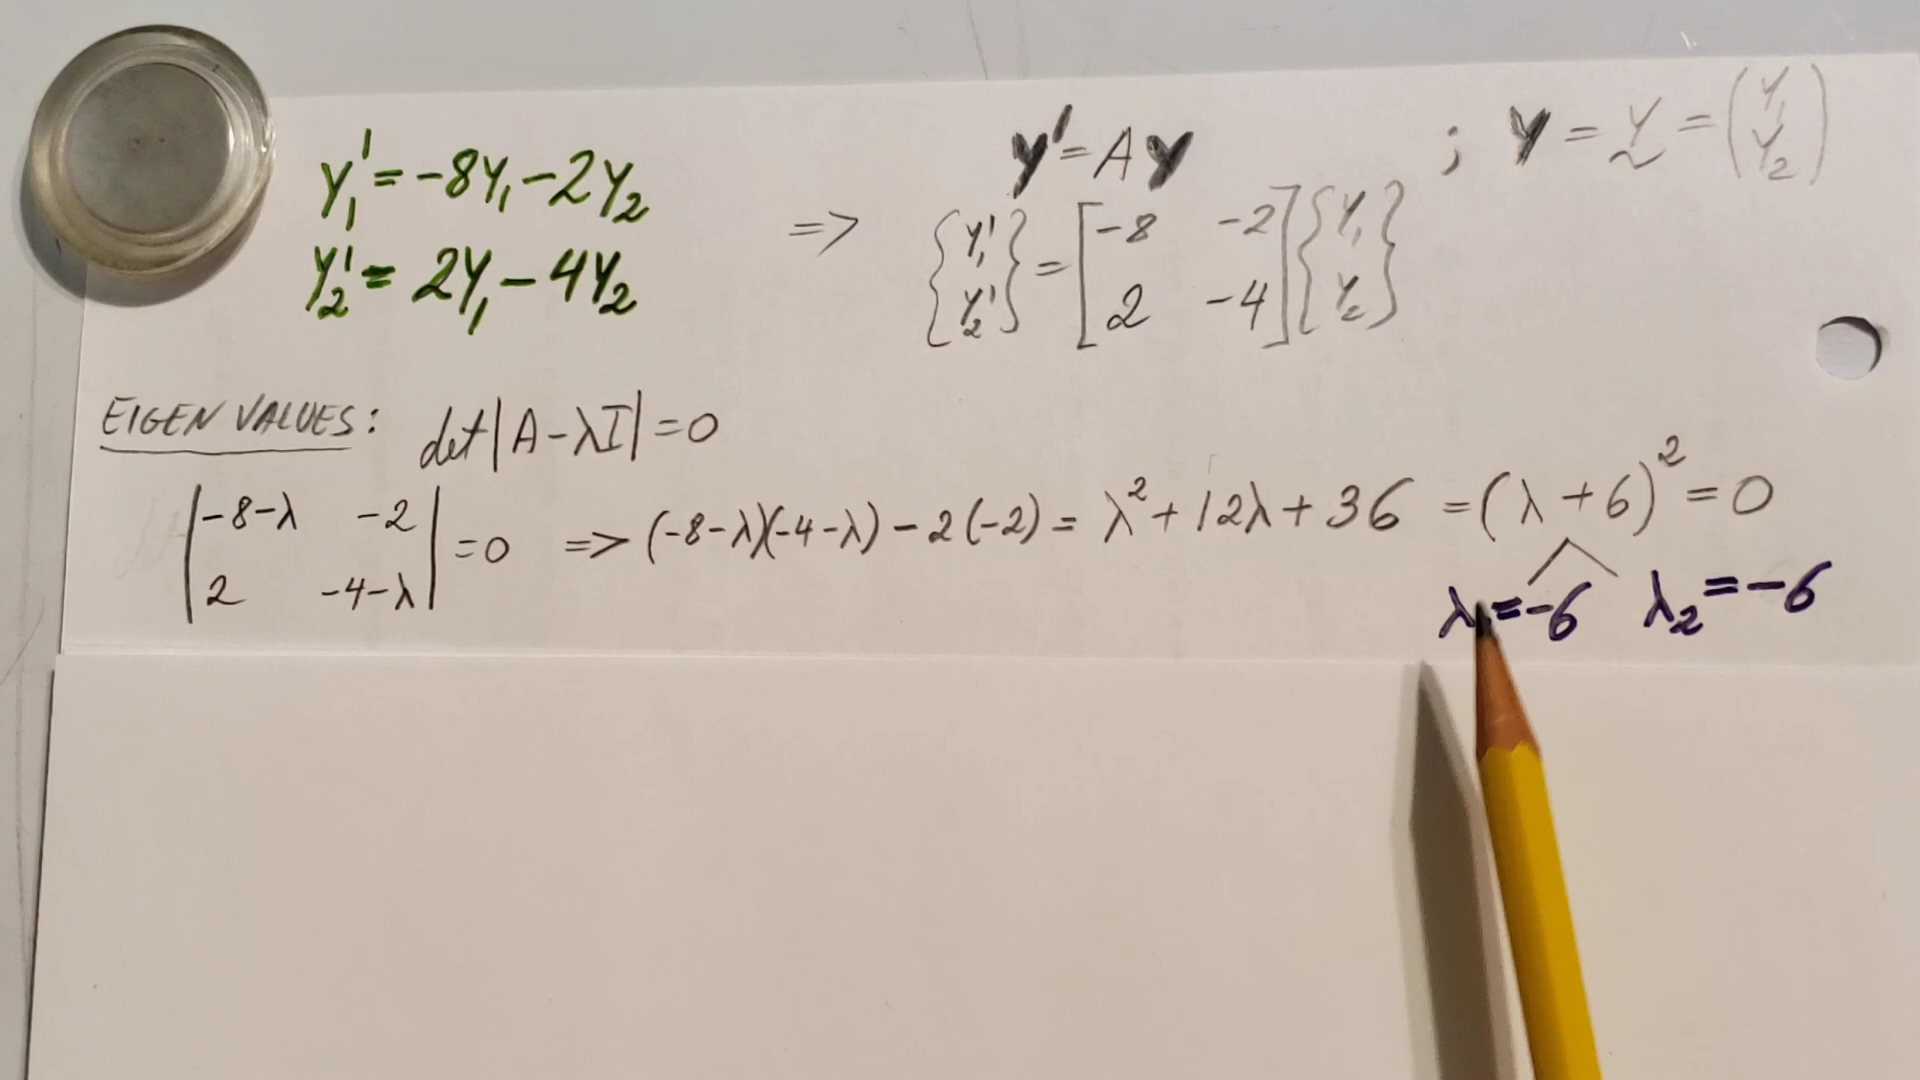 y₁' = -8y₁ - 2y₂
y₂' = 2y₁ - 4y₂
=>
y' = Ay ; y = y = (y₁ y₂)
{y₁' y₂'} = [-8 -2 2 -4] {y₁ y₂}
EIGEN VALUES: det|A-λI| = 0
|-8-λ -2 2 -4-λ| = 0 => (-8-λ)(-4-λ) - 2(-2) = λ² + 12λ + 36 = (λ+6)² = 0
λ₁ = -6 λ₂ = -6